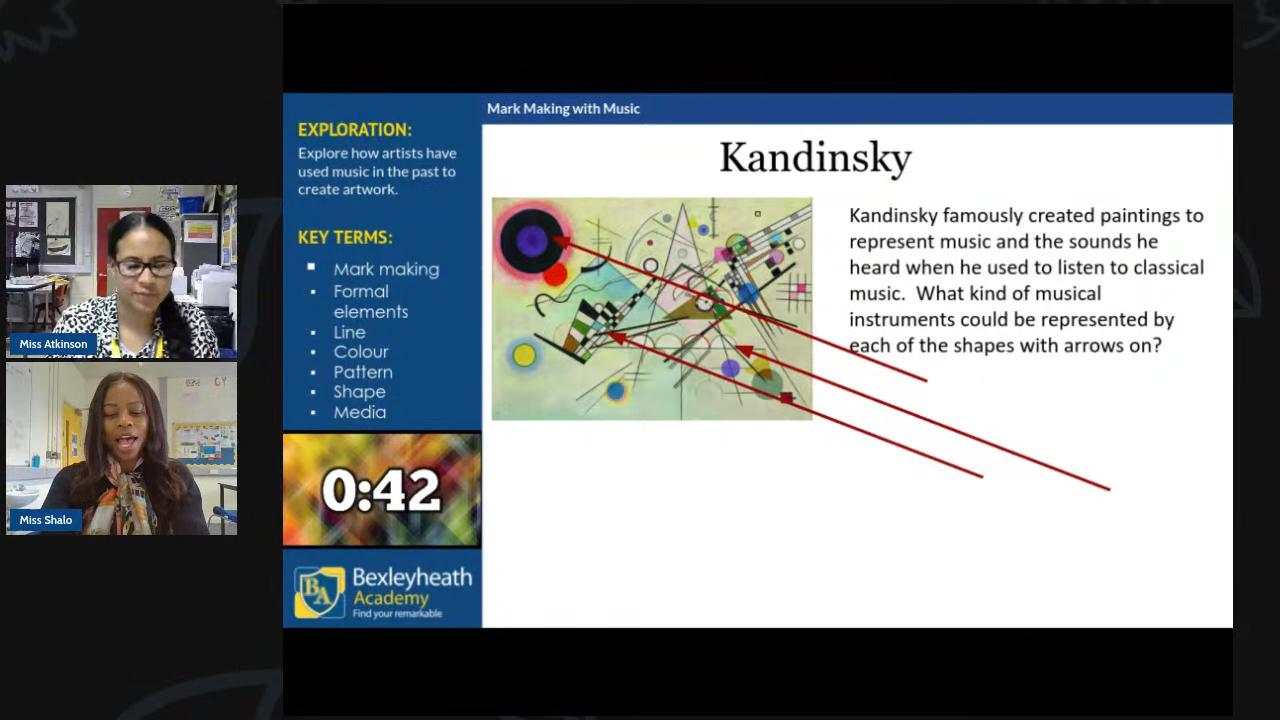 Mark Making with Music
EXPLORATION:
Explore how artists have
used music in the past to
create artwork.
KEY TERMS:
Mark making
Formal
elements
Line
Colour
Pattern
Shape
Media
0:42
BA
Bexleyheath
Academy
Find your remarkable
Kandinsky
Kandinsky famously created paintings to
represent music and the sounds he
heard when he used to listen to classical
music. What kind of musical
instruments could be represented by
each of the shapes with arrows on?
Miss Atkinson
Miss Shalo